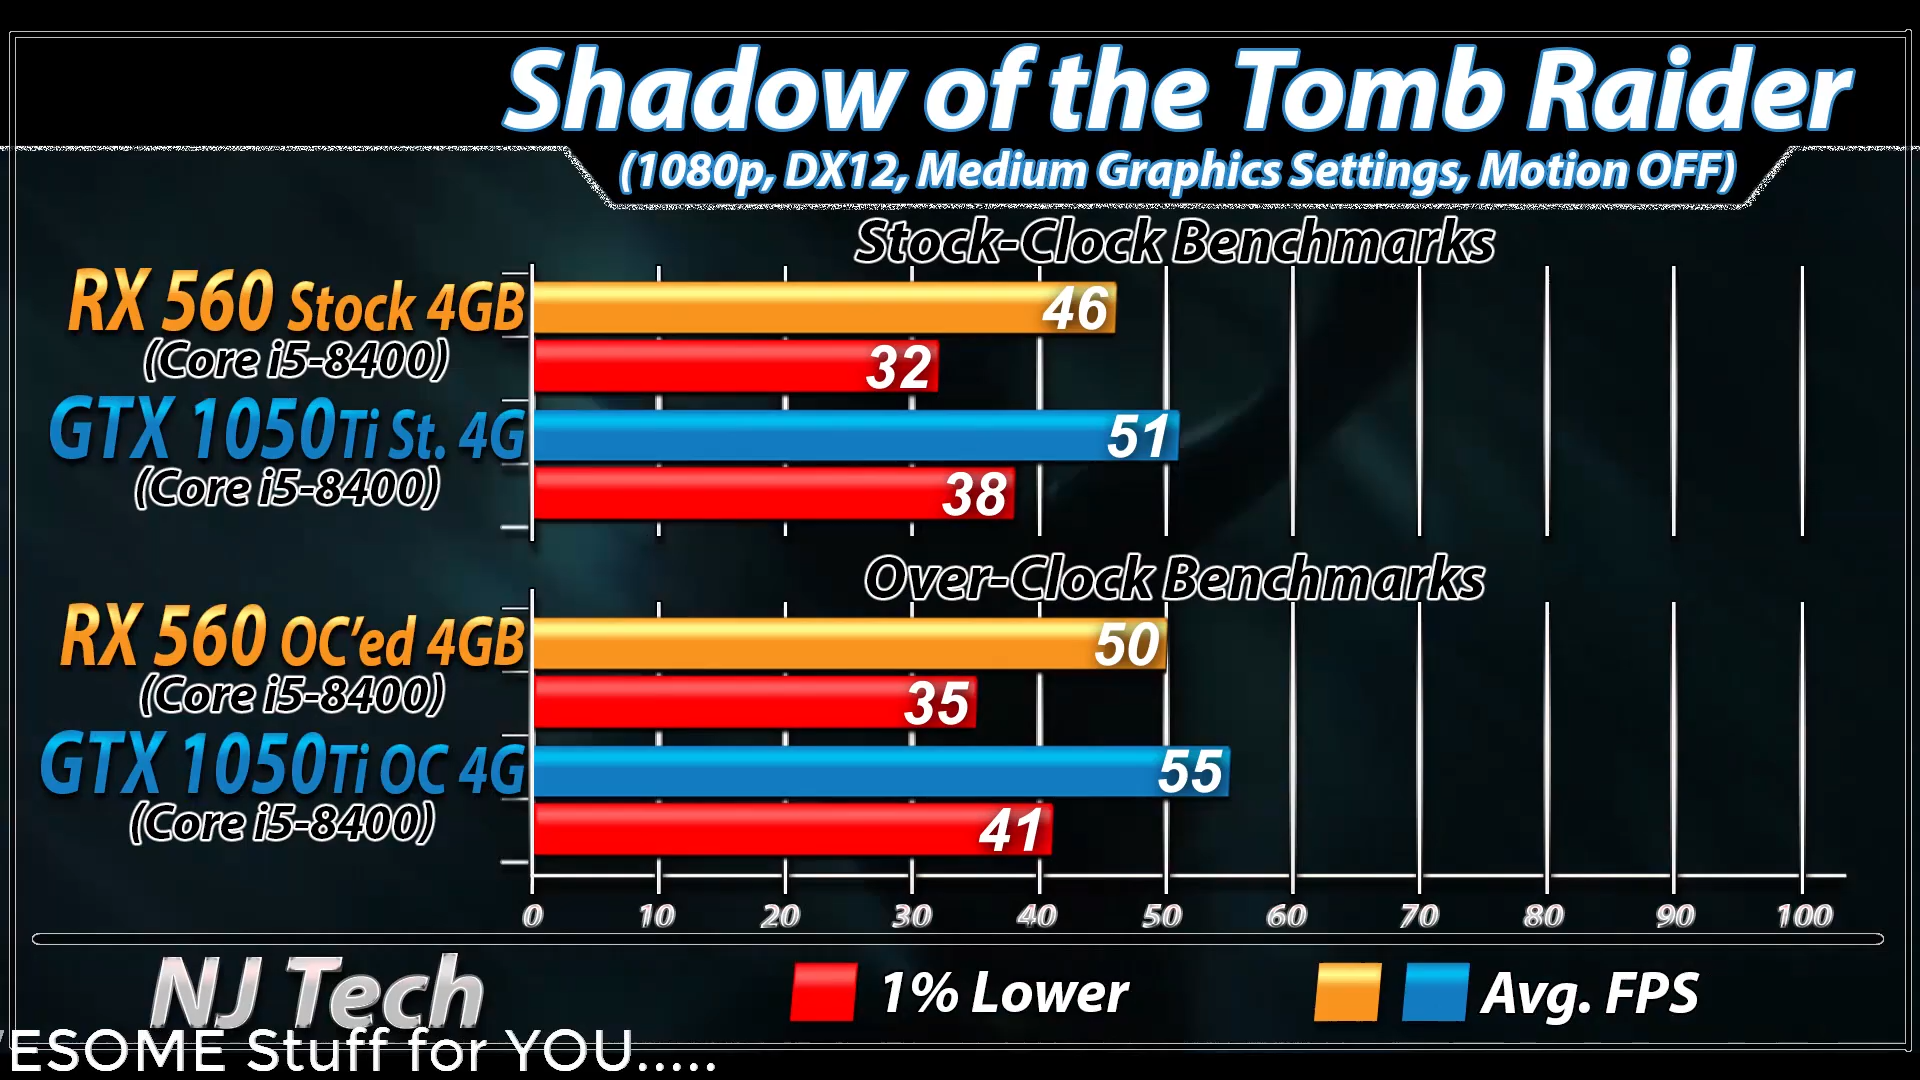 Shadow of the Tomb Raider
(1080p, DX12, Medium Graphics Settings, Motion OFF)
Stock-Clock Benchmarks
RX 560 Stock 4GB
46
(Core i5-8400)
32
GTX 1050Ti St. 4G
51
(Core i5-8400)
38
Over-Clock Benchmarks
RX 560 OC'ed 4GB
50
(Core i5-8400)
35
GTX 1050Ti OC 4G
55
(Core i5-8400)
41
0 10 20 30 40 50 60 70 80 90 100
NJ Tech
1% Lower
Avg. FPS
Stuff for YOU.....